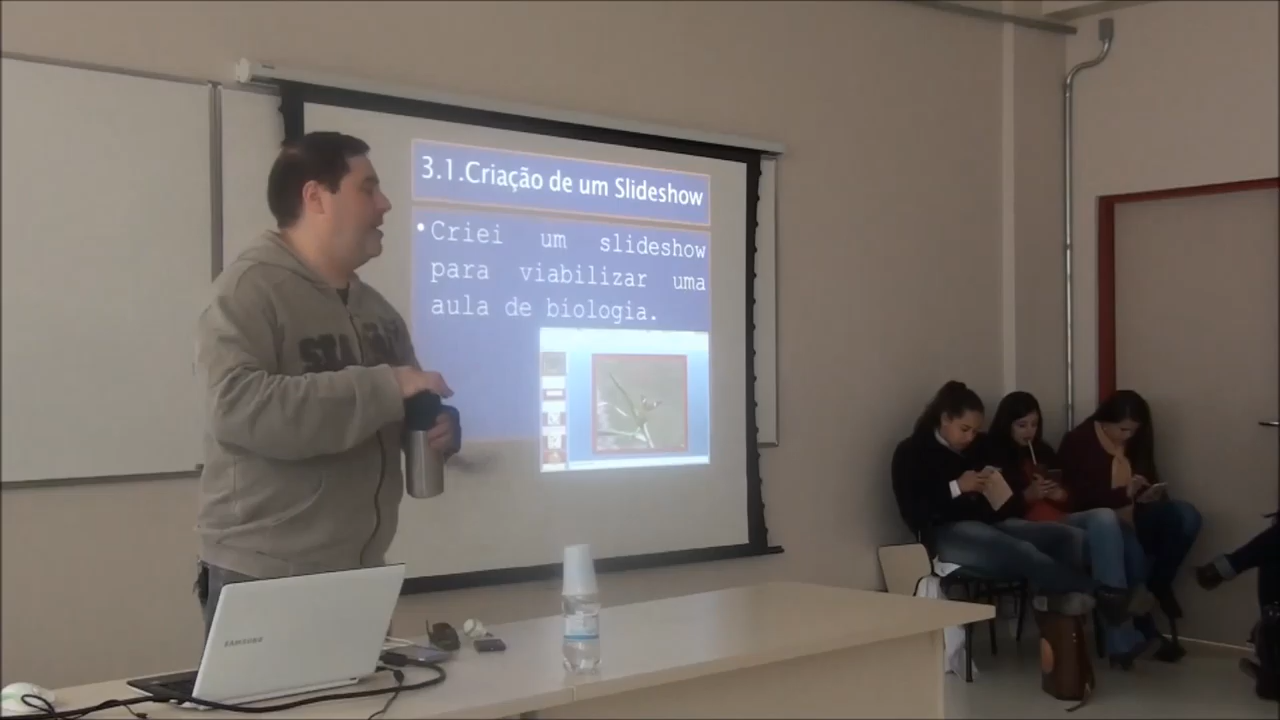 3.1.Criação de um Slideshow
• Criei um slideshow
para viabilizar uma
aula de biologia.
SAMSUNG